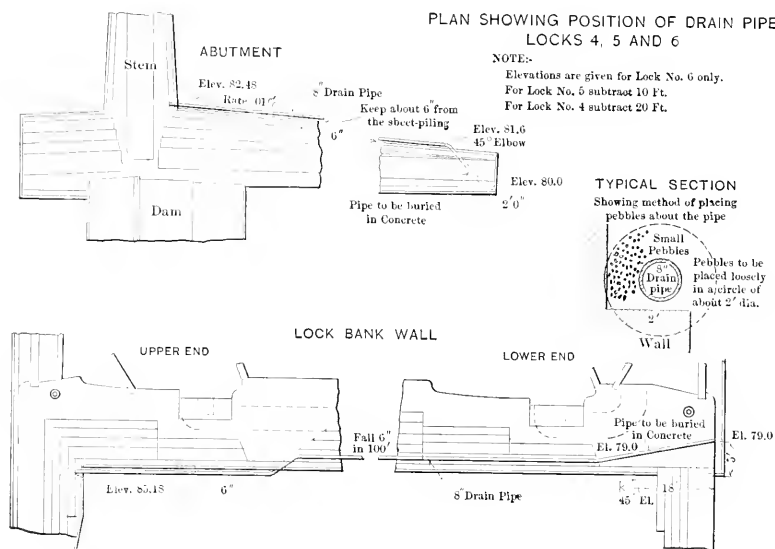 PLAN SHOWING POSITION OF DRAIN PIPE
LOCKS 4, 5 AND 6
NOTE:-
Elevations are given for Lock No. 6 only.
For Lock No. 5 subtract 10 Ft.
For Lock No. 4 subtract 20 Ft.
ABUTMENT
Stem
Elev. 82.48
Rate
8" Drain Pipe
Keep about 6" from
the sheet-piling
6"
Elev. 81.6
45° Elbow
Elev. 80.0
Pipe to be buried
in Concrete
2'0"
Dam
TYPICAL SECTION
Showing method of placing
pebbles about the pipe
Small
Pebbles
8"
Drain
pipe
Pebbles to be
placed loosely
in a circle of
about 2' dia.
2'
Wall
LOCK BANK WALL
UPPER END
LOWER END
Fall 6"
in 100'
Pipe to be buried
in Concrete
El. 79.0
El. 79.0
Elev. 85.18
6"
8" Drain Pipe
18'
45° El.